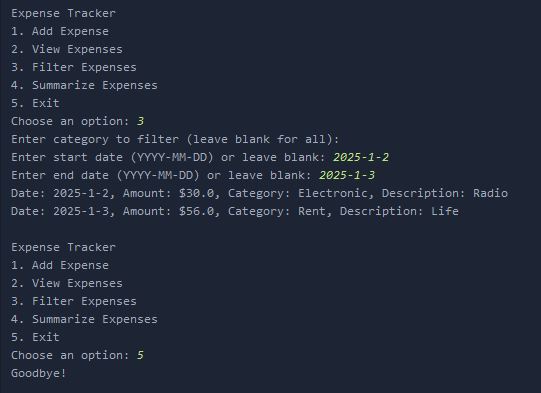 Expense Tracker
1. Add Expense
2. View Expenses
3. Filter Expenses
4. Summarize Expenses
5. Exit
Choose an option: 3
Enter category to filter (leave blank for all):
Enter start date (YYYY-MM-DD) or leave blank: 2025-1-2
Enter end date (YYYY-MM-DD) or leave blank: 2025-1-3
Date: 2025-1-2, Amount: $30.0, Category: Electronic, Description: Radio
Date: 2025-1-3, Amount: $56.0, Category: Rent, Description: Life
Expense Tracker
1. Add Expense
2. View Expenses
3. Filter Expenses
4. Summarize Expenses
5. Exit
Choose an option: 5
Goodbye!